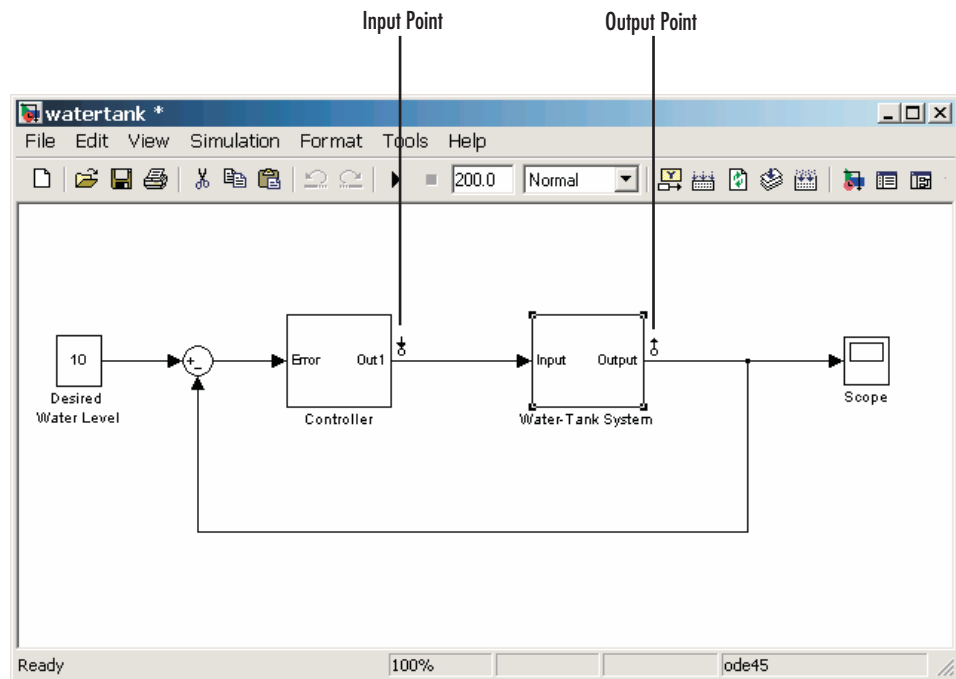 Input Point
Output Point
watertank *
File Edit View Simulation Format Tools Help
200.0
Normal
Y
10
+
-
Error
Out1
Input
Output
Desired
Water Level
Controller
Water-Tank System
Scope
Ready
100%
ode45